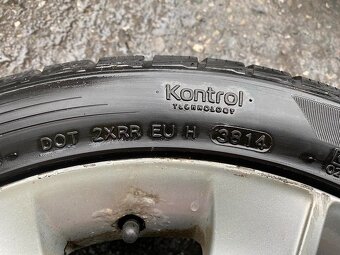 Kontrol
TECHNOLOGY
DOT 2XRR EU H 3814